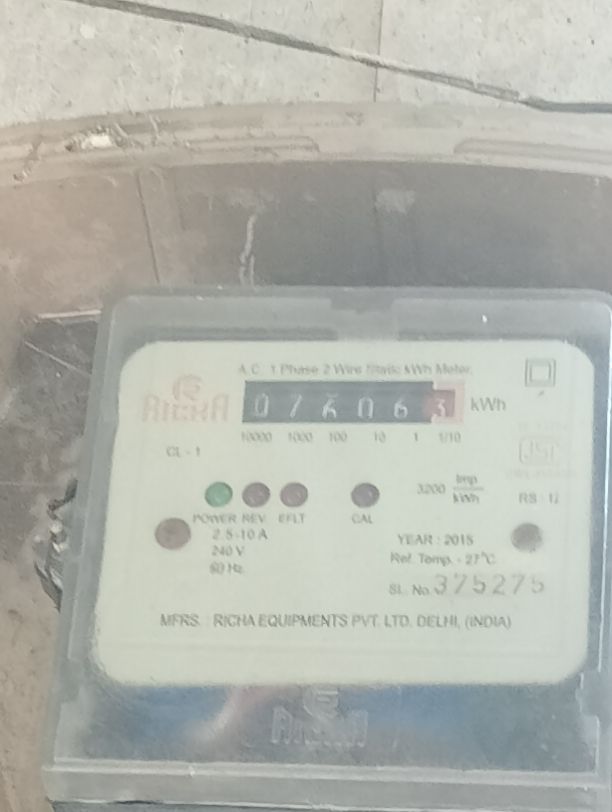 A.C. 1 Phase 2 Wire Static kWh Meter
RICHA
0 7 6 0 6 3 kWh
10000 1000 100 10 1 1/10
CL - 1
ISI
3200 Imp/kWh
RS : 1/
POWER REV. EFLT CAL
2.5-10 A
240 V
50 Hz.
YEAR : 2015
Ref. Temp. - 27°C
SL. No. 375275
MFRS. : RICHA EQUIPMENTS PVT. LTD. DELHI, (INDIA)
RICHA